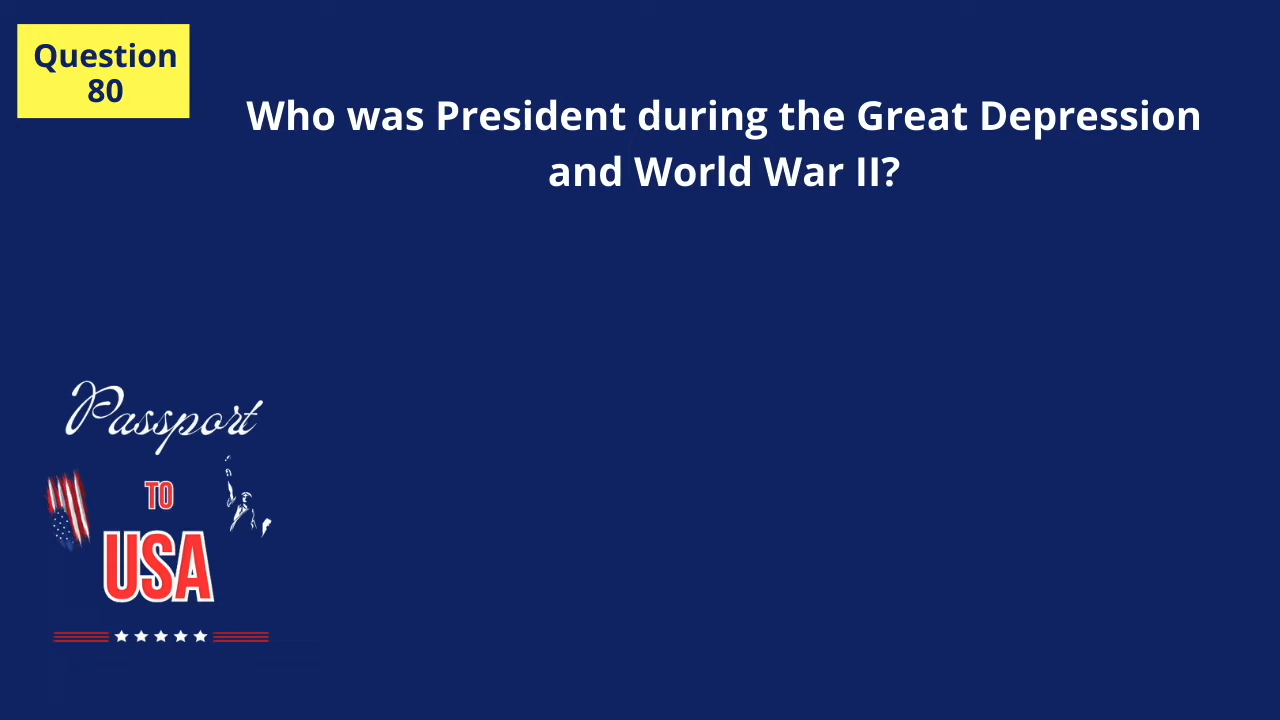 Question
80
Who was President during the Great Depression
and World War II?
Passport
TO
USA